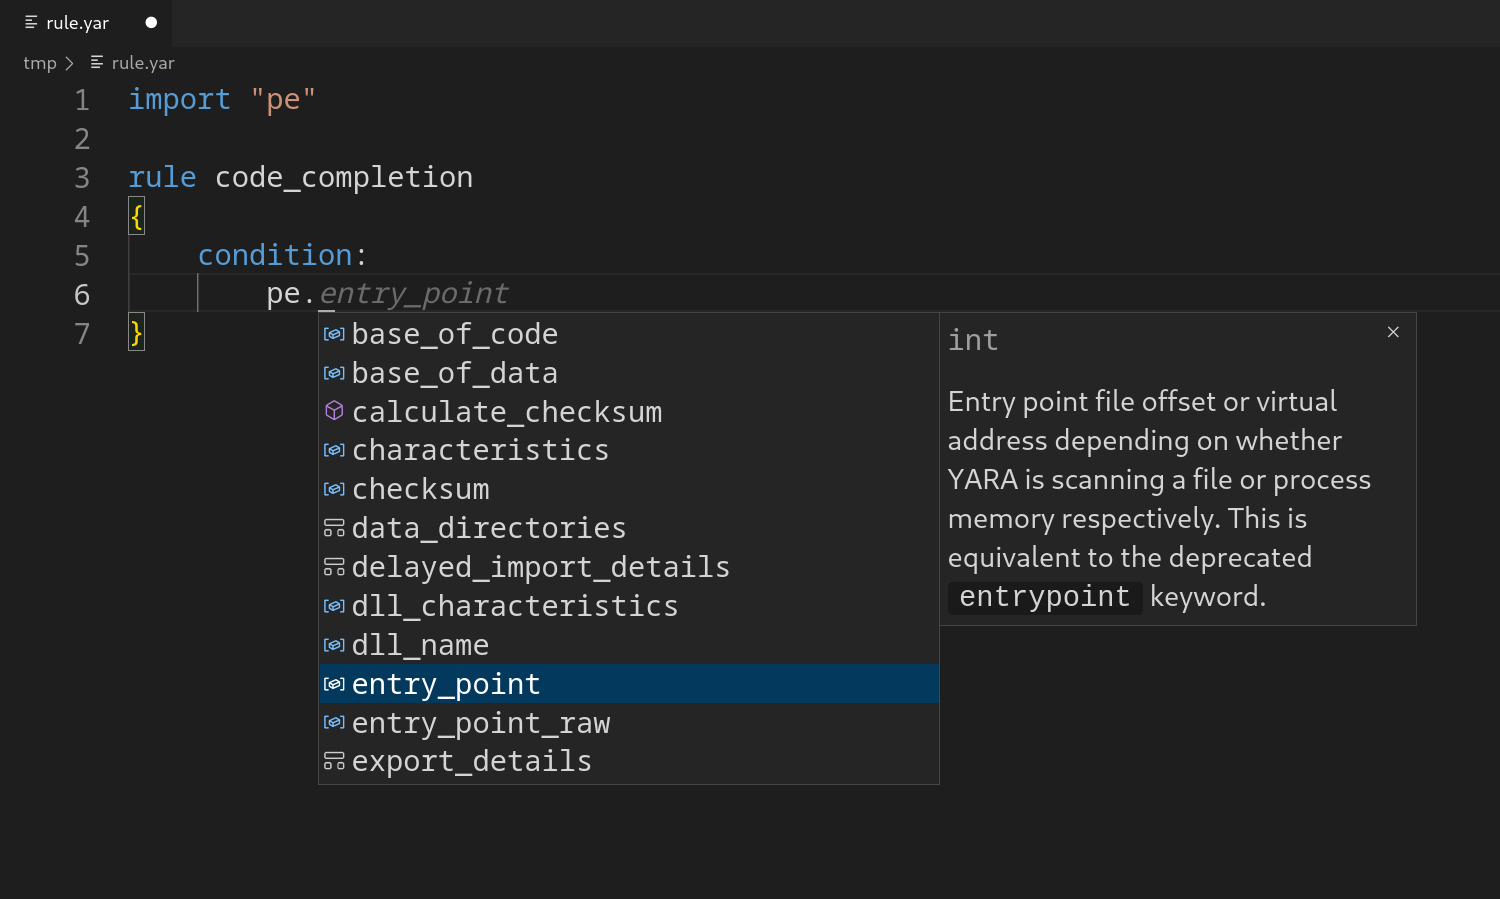 rule.yar
tmp rule.yar
1 import "pe"
2
3 rule code_completion
4 {
5 condition:
6 pe.entry_point
7 }
base_of_code
base_of_data
calculate_checksum
characteristics
checksum
data_directories
delayed_import_details
dll_characteristics
dll_name
entry_point
entry_point_raw
export_details
int
Entry point file offset or virtual
address depending on whether
YARA is scanning a file or process
memory respectively. This is
equivalent to the deprecated
entrypoint keyword.